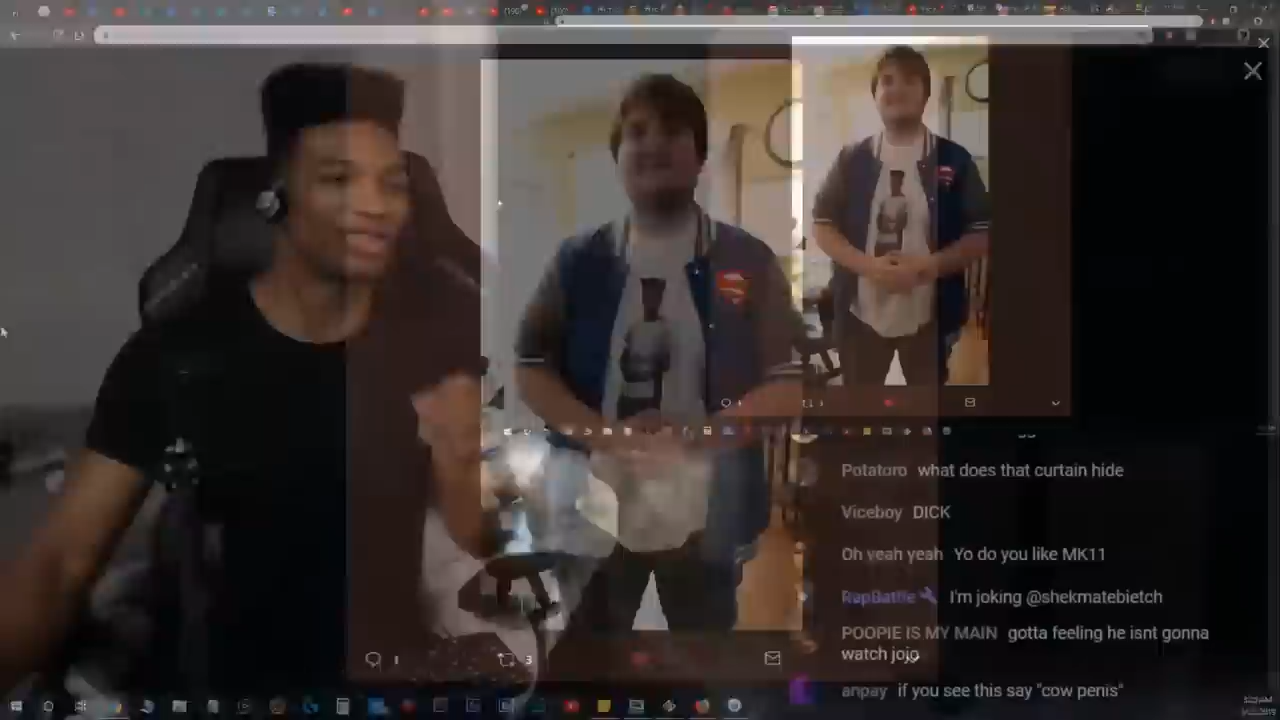 1
3
Potatoro what does that curtain hide
Viceboy DICK
Oh yeah yeah Yo do you like MK11
RapBattle I'm joking @shekmatebietch
POOPIE IS MY MAIN gotta feeling he isnt gonna
watch jojo
anpay if you see this say "cow penis"